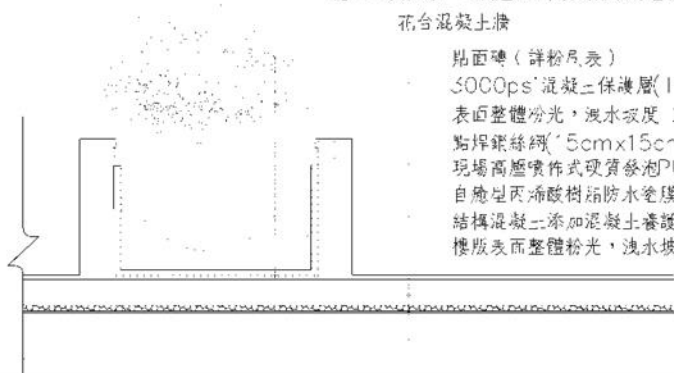 花台混凝土牆
貼面磚(詳粉刷表)
3000psi混凝土保護層(1
表面整體粉光，洩水坡度
點焊鋼絲網(15cmx15cm
現場高壓噴佈式硬質發泡PU
自癒型丙烯酸樹脂防水塗膜
結構混凝土添加混凝土養護
樓版表面整體粉光，洩水坡